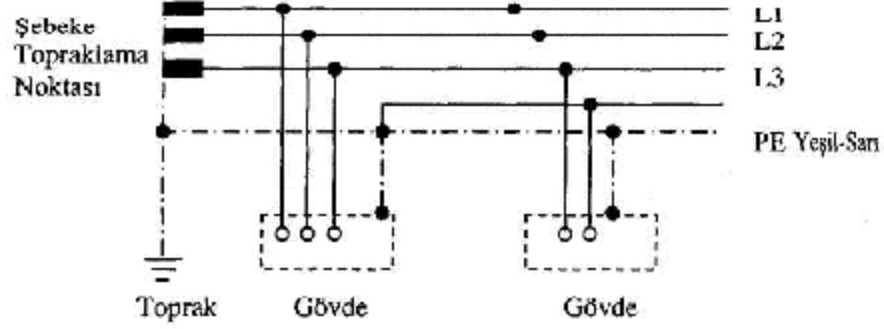 L1
Şebeke
Topraklama
Noktası
L2
L3
PE Yeşil-Sarı
Toprak
Gövde
Gövde